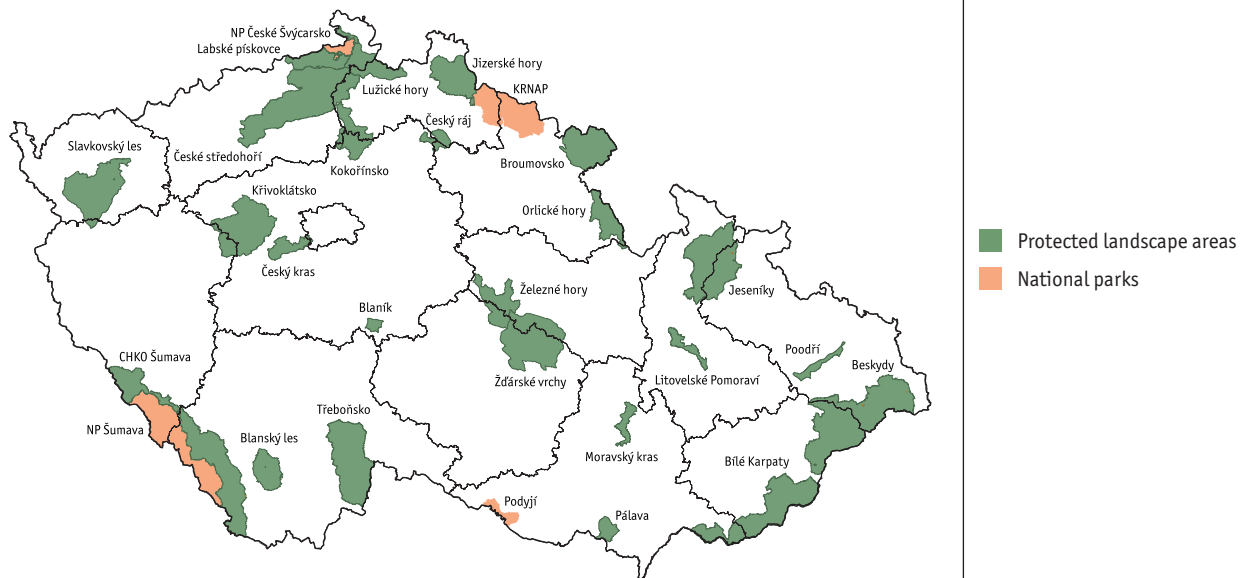 NP České Švýcarsko
Labské pískovce
Jizerské hory
Lužické hory
KRNAP
Český ráj
Slavkovský les
České středohoří
Kokořínsko
Broumovsko
Křivoklátsko
Orlické hory
Český kras
Protected landscape areas
National parks
Železné hory
Jeseníky
Blaník
CHKO Šumava
Poodří
Beskydy
Žďárské vrchy
Litovelské Pomoraví
Třeboňsko
NP Šumava
Blanský les
Moravský kras
Bílé Karpaty
Podyjí
Pálava